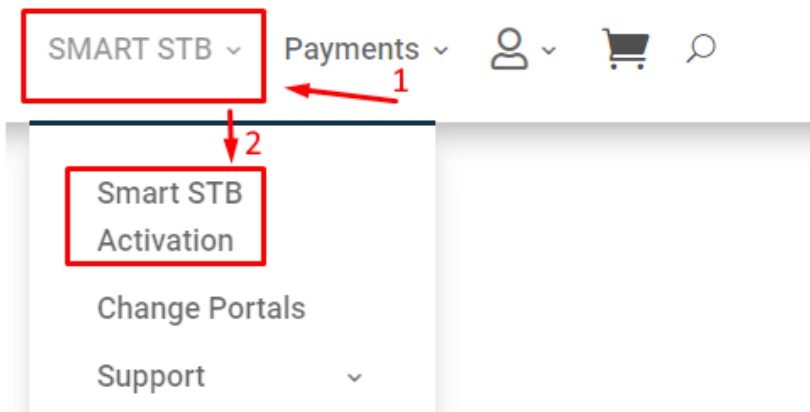 SMART STB Payments
1
2
Smart STB
Activation
Change Portals
Support